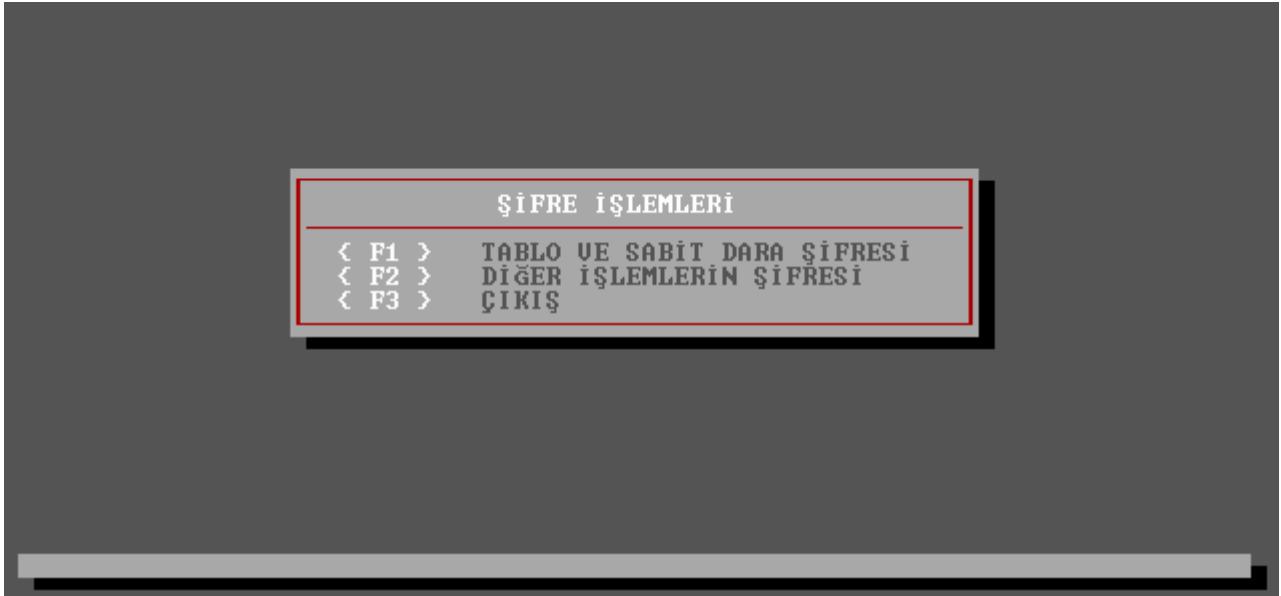 ŞİFRE İŞLEMLERİ
{ F1 } TABLO VE SABİT DARA ŞİFRESİ
{ F2 } DİĞER İŞLEMLERİN ŞİFRESİ
{ F3 } ÇIKIŞ